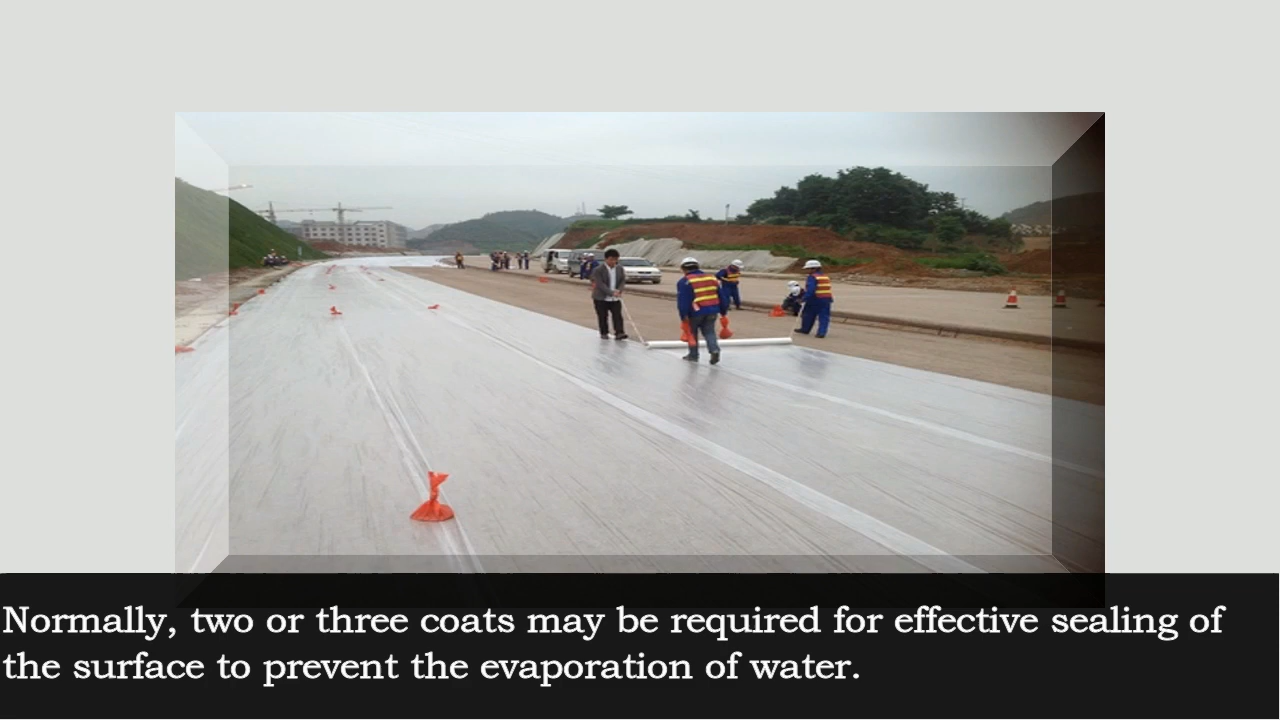 Normally, two or three coats may be required for effective sealing of
the surface to prevent the evaporation of water.